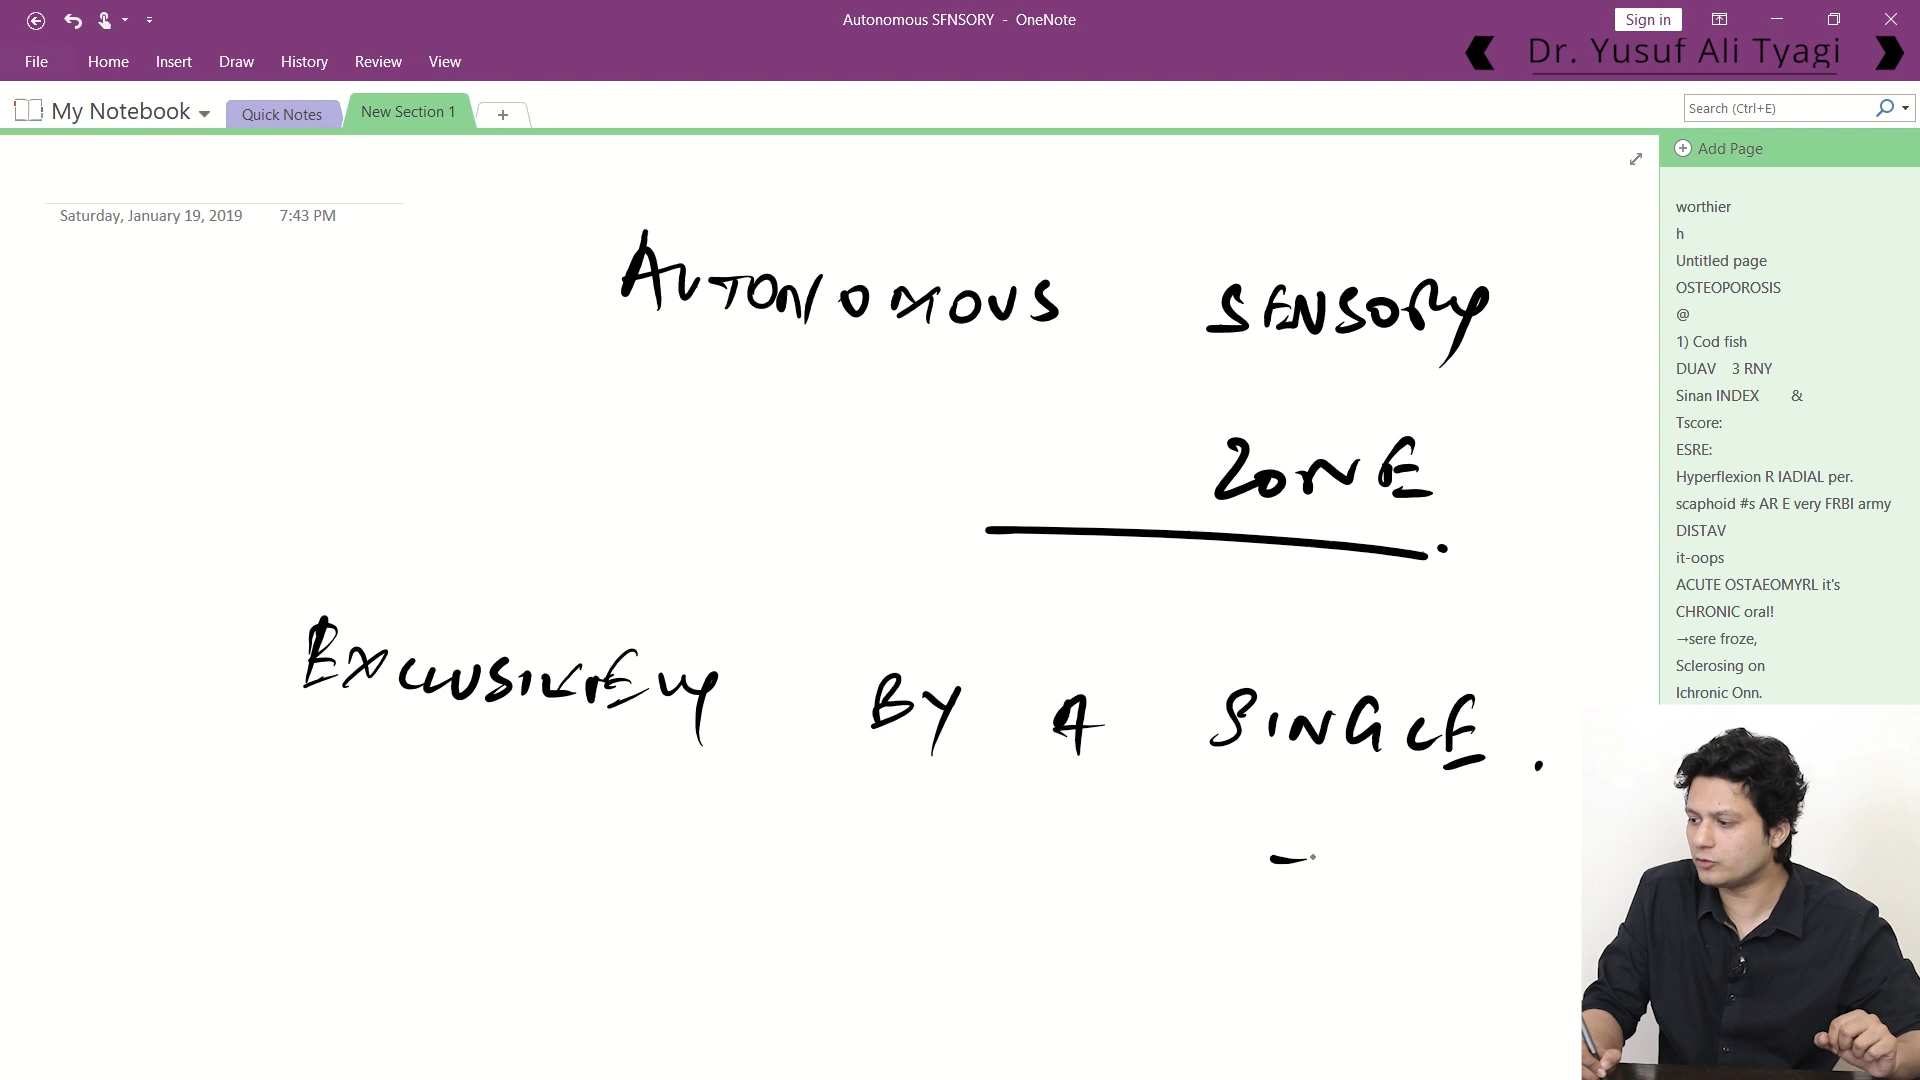 Autonomous SFNSORY - OneNote
Sign in
File Home Insert Draw History Review View
Dr. Yusuf Ali Tyagi
My Notebook Quick Notes New Section 1 +
Search (Ctrl+E)
Add Page
Saturday, January 19, 2019 7:43 PM
AUTONOMOUS SENSORY
ZONE
EXCLUSIVELY BY A SINGLE.
worthier
h
Untitled page
OSTEOPOROSIS
@
1) Cod fish
DUAV 3 RNY
Sinan INDEX &
Tscore:
ESRE:
Hyperflexion R IADIAL per.
scaphoid #s AR E very FRBI army
DISTAV
it-oops
ACUTE OSTAEOMYRL it's
CHRONIC oral!
→sere froze,
Sclerosing on
Ichronic Onn.